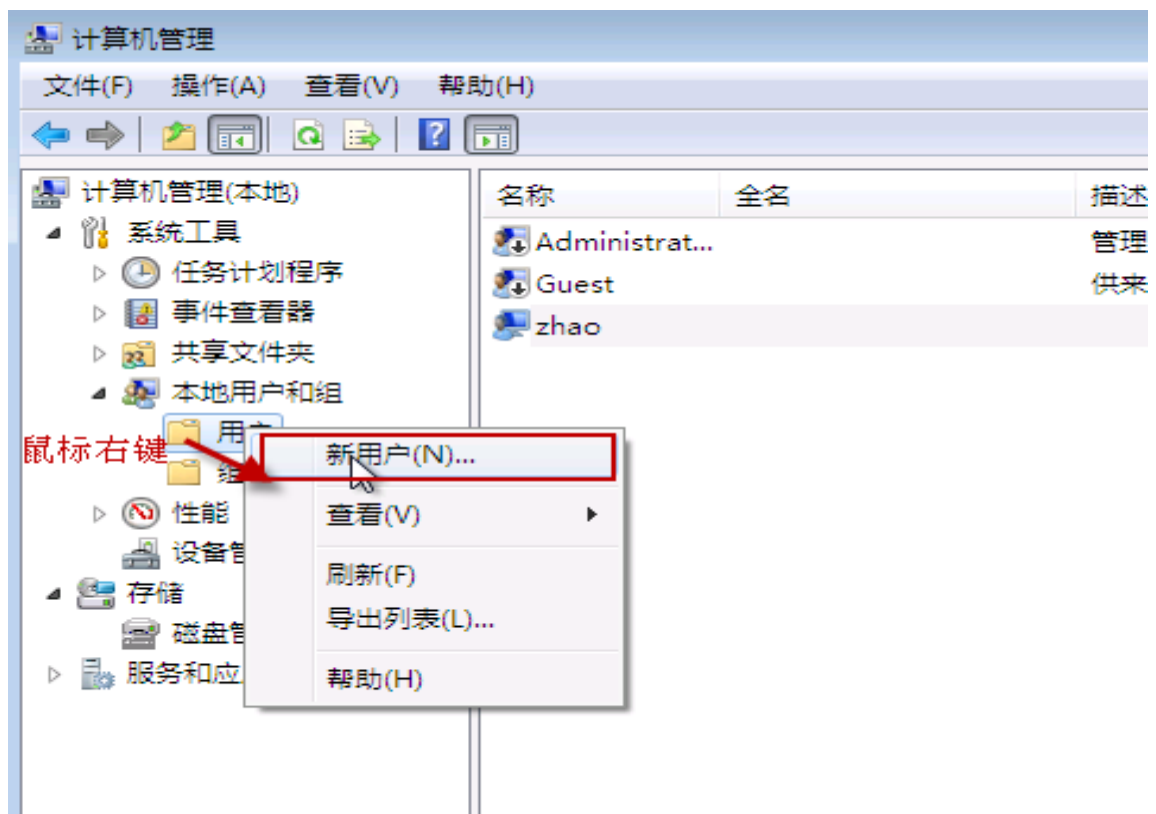 计算机管理
文件(F) 操作(A) 查看(V) 帮助(H)
计算机管理(本地)
系统工具
任务计划程序
事件查看器
共享文件夹
本地用户和组
用户
鼠标右键
组
性能
设备管
存储
磁盘管
服务和应
名称 全名 描述
Administrat... 管理
Guest 供来
zhao
新用户(N)...
查看(V)
刷新(F)
导出列表(L)...
帮助(H)